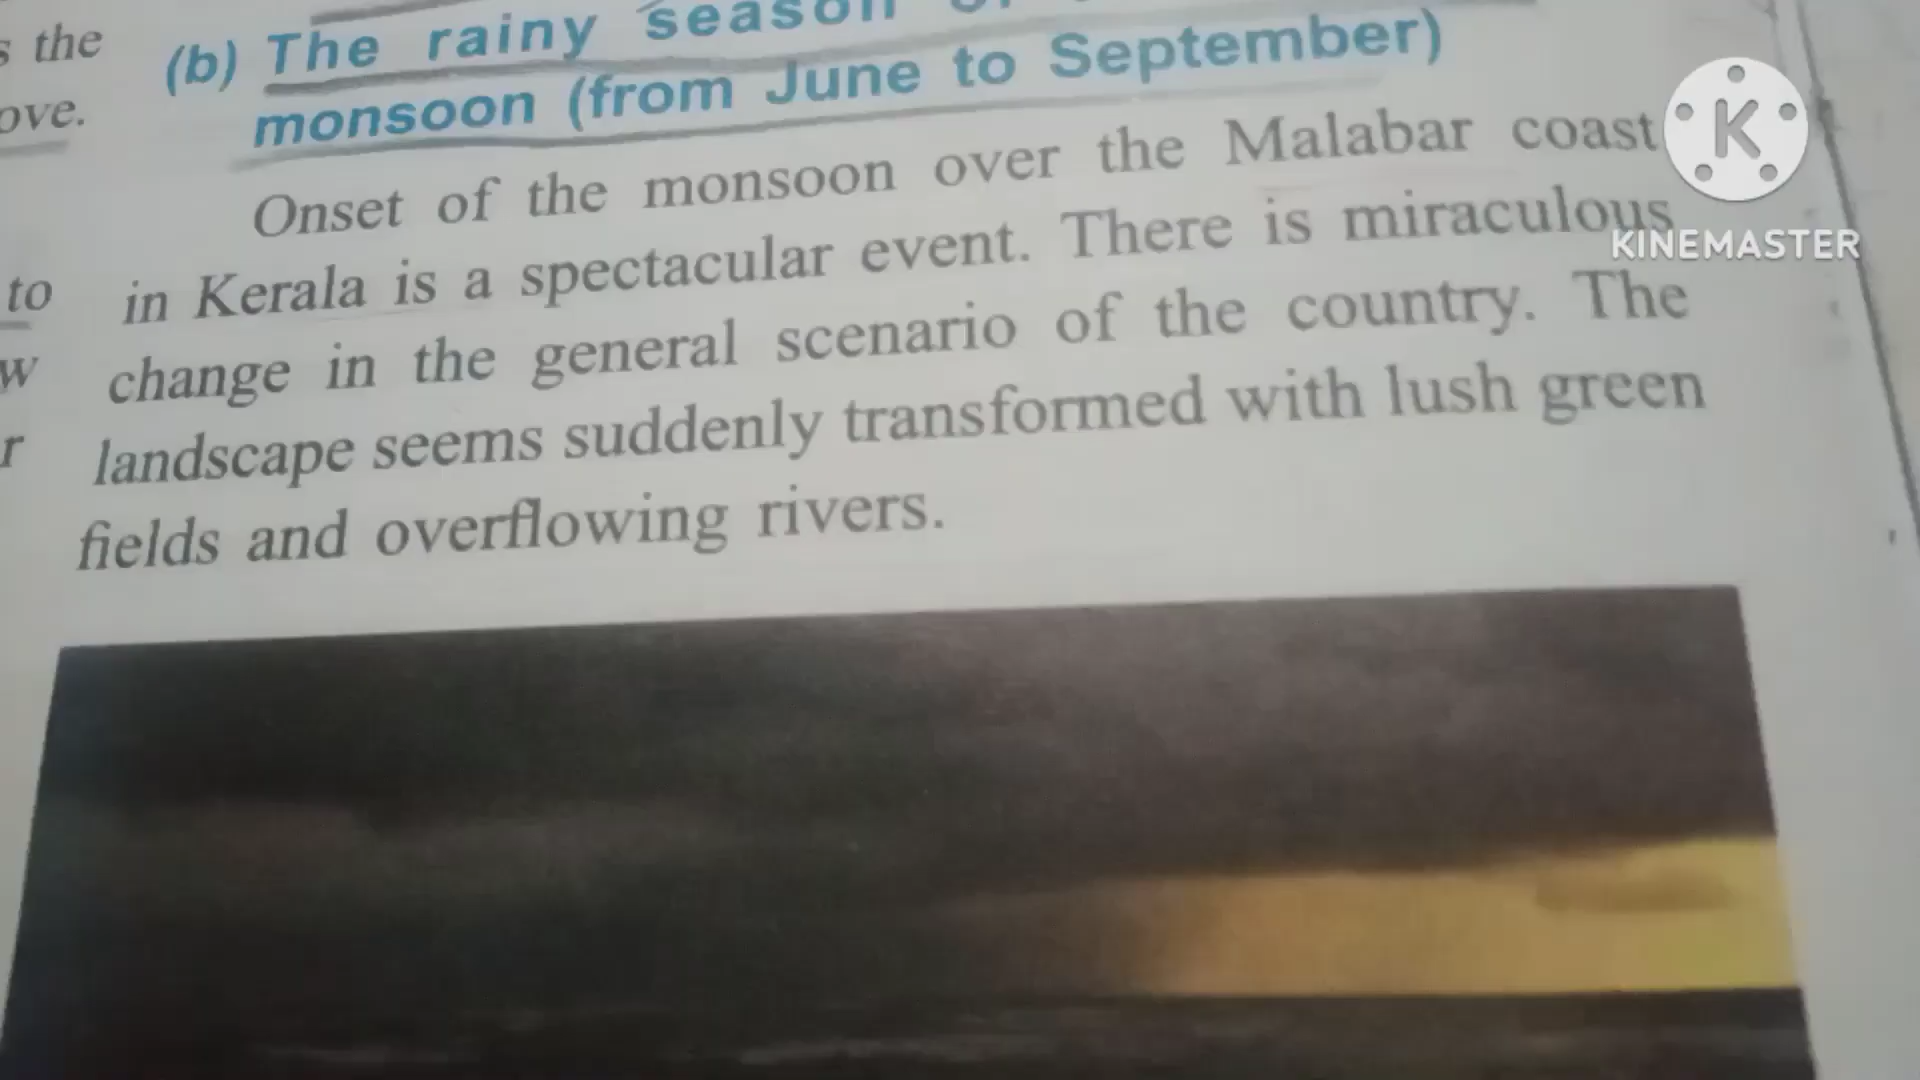 s the
ove.
to
w
r
(b) The rainy season
monsoon (from June to September)
Onset of the monsoon over the Malabar coast
in Kerala is a spectacular event. There is miraculous
change in the general scenario of the country. The
landscape seems suddenly transformed with lush green
fields and overflowing rivers.
K
KINEMASTER